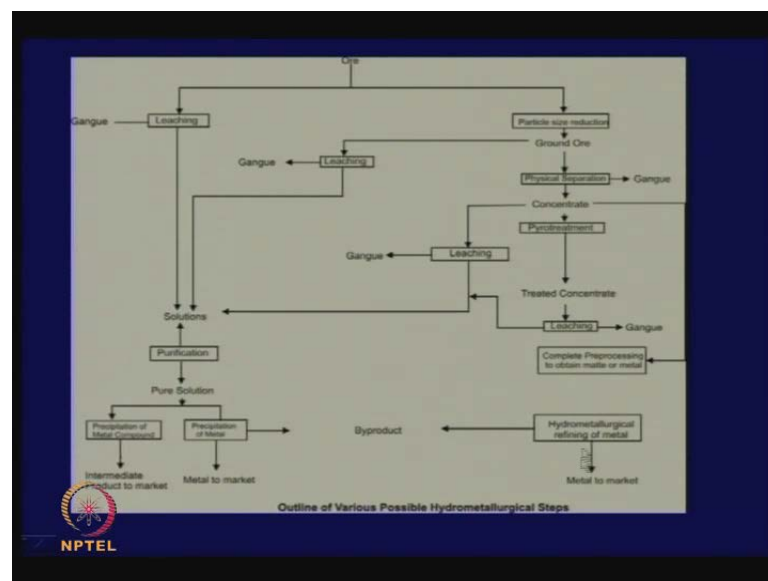 Ore
Gangue
Leaching
Particle size reduction
Ground Ore
Gangue
Leaching
Physical Separation
Gangue
Concentrate
Pyrotreatment
Gangue
Leaching
Treated Concentrate
Solutions
Leaching
Gangue
Purification
Complete Preprocessing
to obtain matte or metal
Pure Solution
Precipitation of
Metal Compound
Precipitation
of Metal
Byproduct
Hydrometallurgical
refining of metal
Intermediate
Product to market
Metal to market
Metal to market
Outline of Various Possible Hydrometallurgical Steps
NPTEL